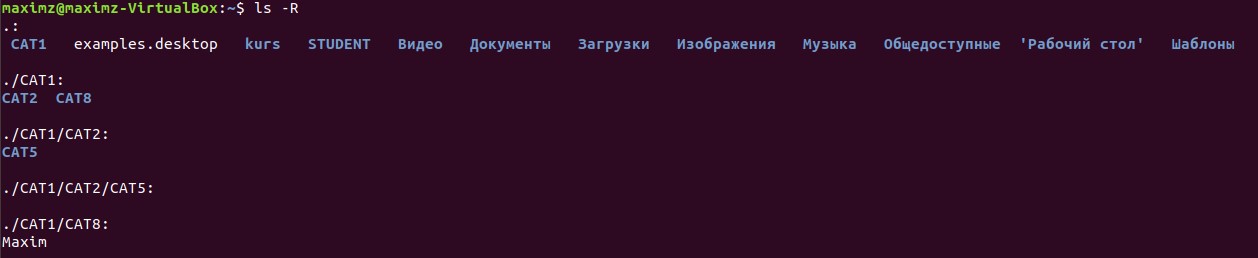 maximz@maximz-VirtualBox:~$ ls -R
.:
CAT1 examples.desktop kurs STUDENT Видео Документы Загрузки Изображения Музыка Общедоступные 'Рабочий стол' Шаблоны
./CAT1:
CAT2 CAT8
./CAT1/CAT2:
CAT5
./CAT1/CAT2/CAT5:
./CAT1/CAT8:
Maxim